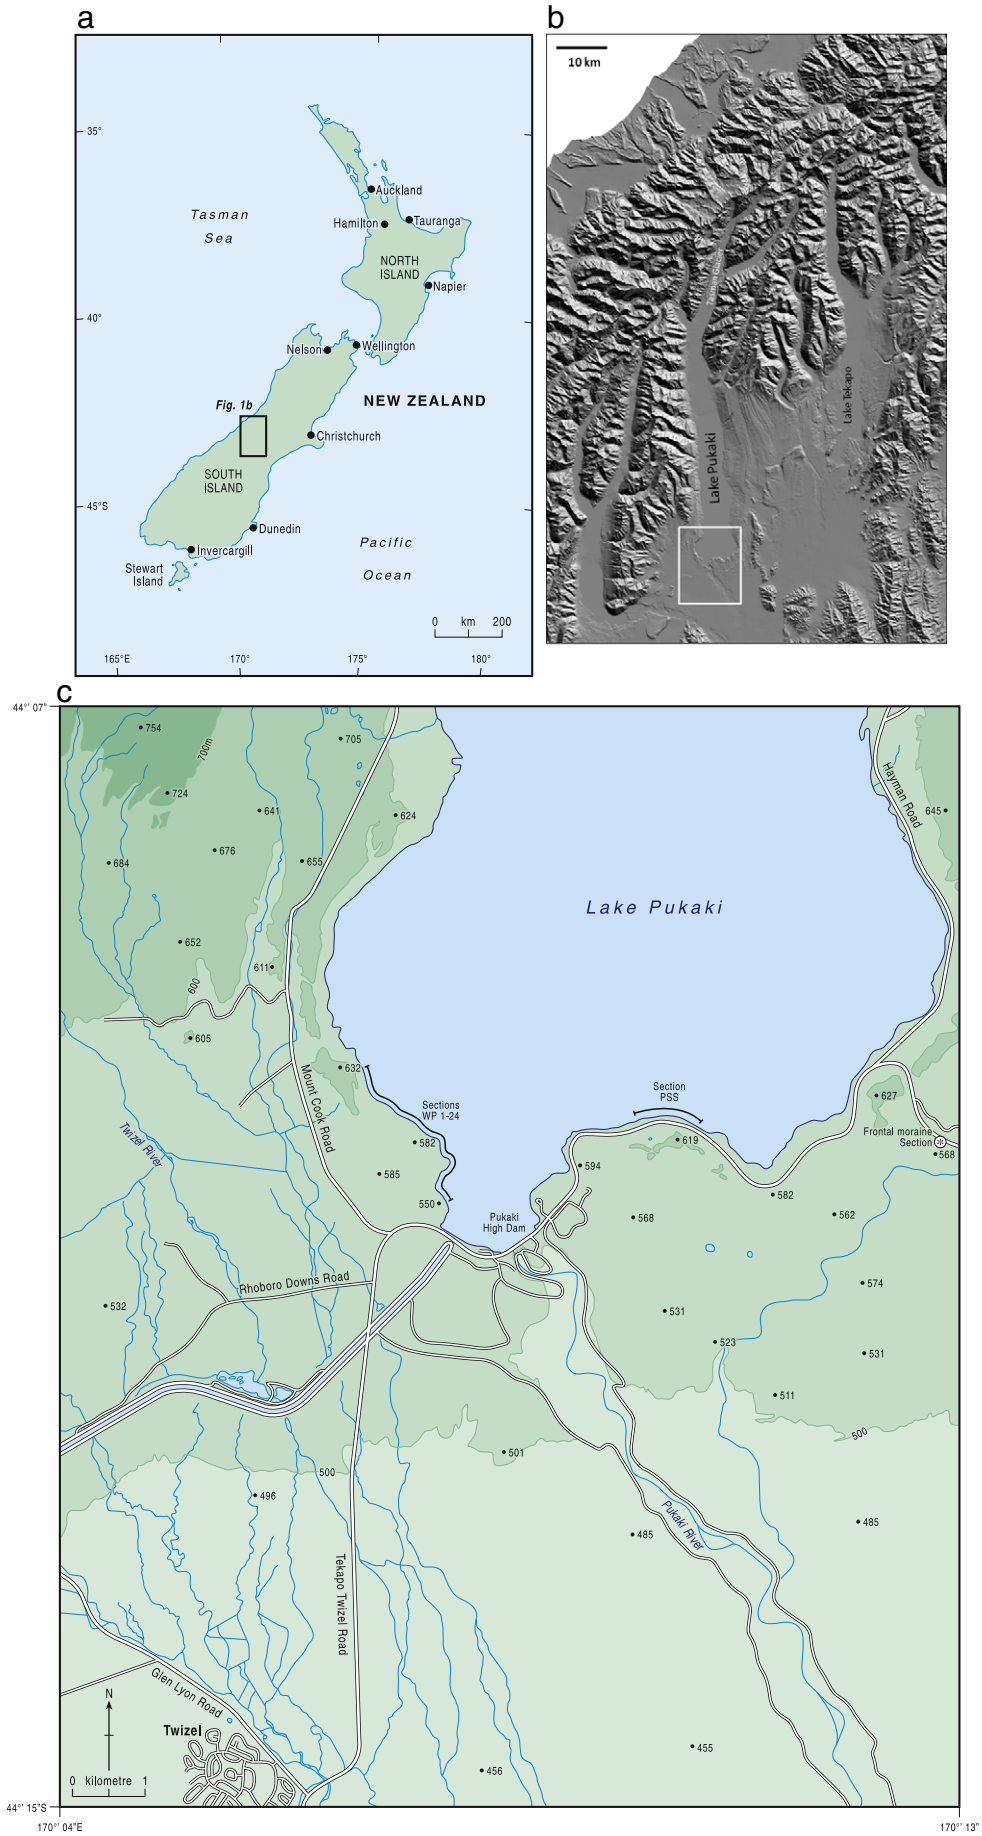 a
35°
Auckland
Tasman
Sea
Tauranga
Hamilton
NORTH
ISLAND
Napier
40°
Nelson
Wellington
NEW ZEALAND
Fig. 1b
Christchurch
SOUTH
ISLAND
45°S
Dunedin
Pacific
Ocean
Invercargill
Stewart
Island
0 km 200
165°E
170°
175°
180°
b
10 km
Lake Tekapo
Lake Pukaki
c
44°' 07"
754
700m
705
724
641
624
Hayman Road
645
676
684
655
Lake Pukaki
652
611
600
605
632
Mount Cook Road
Sections
WP 1-24
Section
PSS
627
Twizel River
582
619
Frontal moraine
Section
568
585
594
550
582
Pukaki
High Dam
568
562
Rhoboro Downs Road
574
532
531
523
531
511
500
501
500
496
485
Pukaki River
485
Tekapo Twizel Road
N
Glen Lyon Road
Twizel
455
456
0 kilometre 1
44°' 15"S
170°' 04"E
170°' 13"